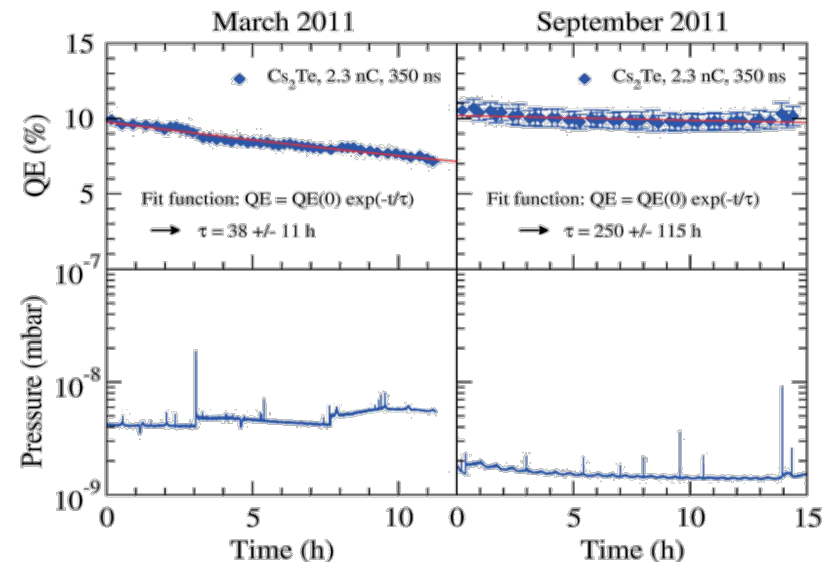 March 2011
September 2011
15
10
5
QE (%)
Cs₂Te, 2.3 nC, 350 ns
Fit function: QE = QE(0) exp(-t/τ)
τ = 38 +/- 11 h
Cs₂Te, 2.3 nC, 350 ns
Fit function: QE = QE(0) exp(-t/τ)
τ = 250 +/- 115 h
10⁻⁷
10⁻⁸
10⁻⁹
Pressure (mbar)
0 5 10 0 5 10 15
Time (h)
Time (h)